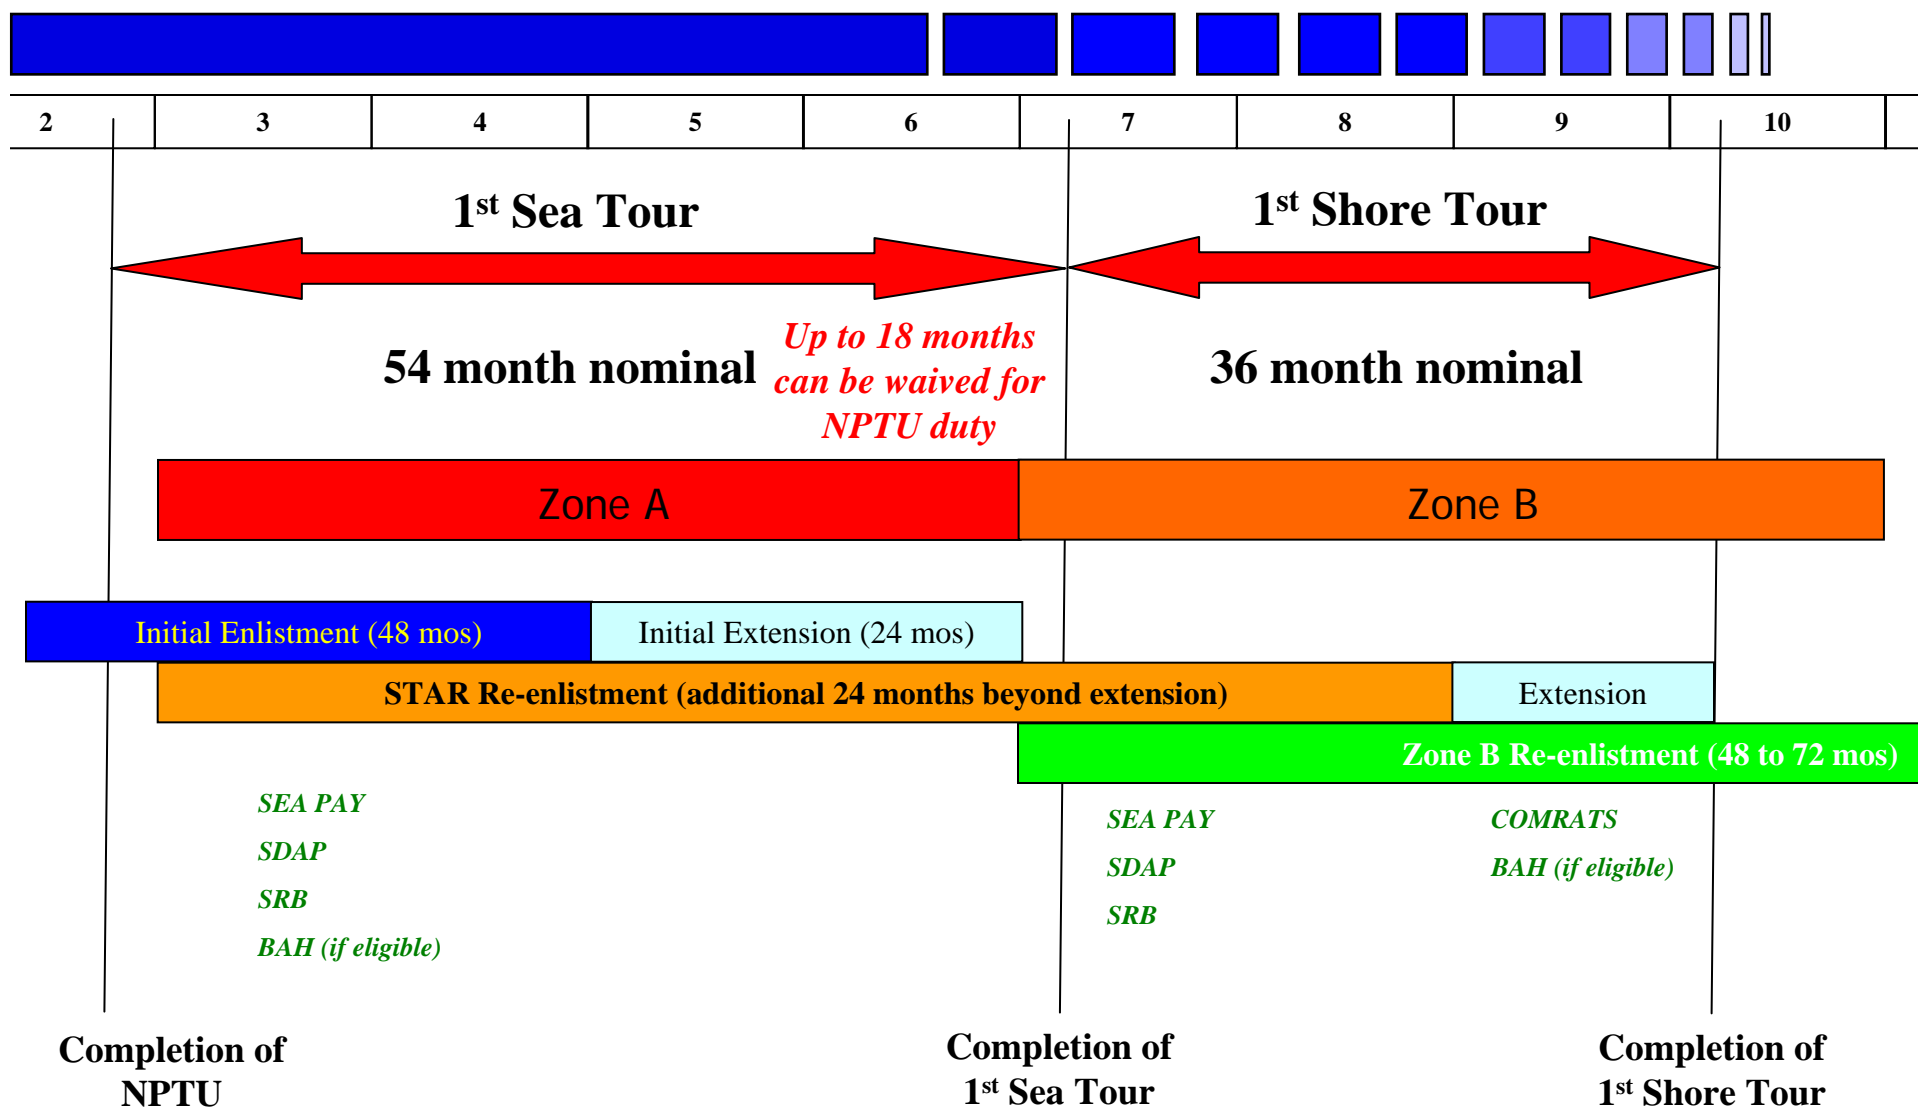 2 3 4 5 6 7 8 9 10
1st Sea Tour
1st Shore Tour
54 month nominal
Up to 18 months
can be waived for
NPTU duty
36 month nominal
Zone A
Zone B
Initial Enlistment (48 mos)
Initial Extension (24 mos)
STAR Re-enlistment (additional 24 months beyond extension)
Extension
Zone B Re-enlistment (48 to 72 mos)
SEA PAY
SDAP
SRB
BAH (if eligible)
SEA PAY
SDAP
SRB
COMRATS
BAH (if eligible)
Completion of
NPTU
Completion of
1st Sea Tour
Completion of
1st Shore Tour